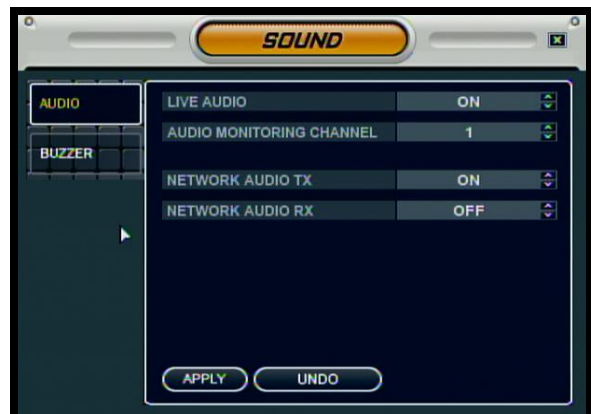 SOUND
AUDIO
BUZZER
LIVE AUDIO ON
AUDIO MONITORING CHANNEL 1
NETWORK AUDIO TX ON
NETWORK AUDIO RX OFF
APPLY UNDO